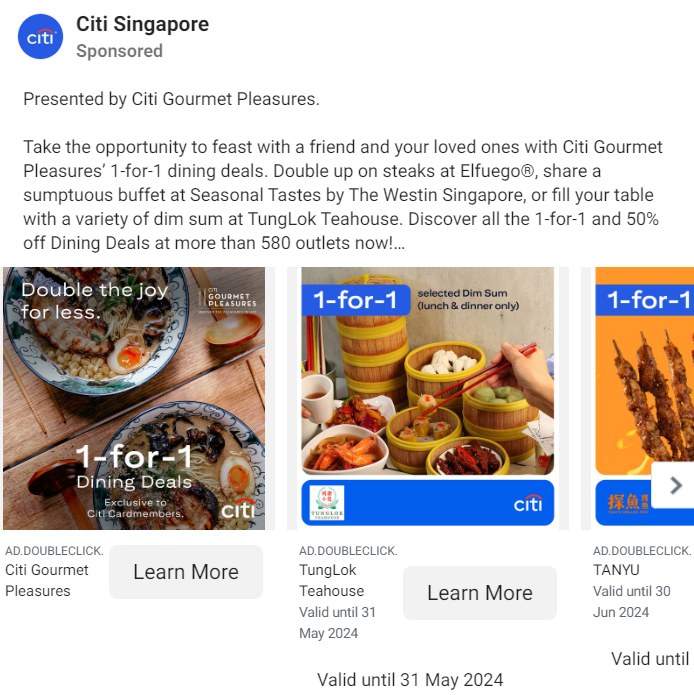 citi
Citi Singapore
Sponsored
Presented by Citi Gourmet Pleasures.
Take the opportunity to feast with a friend and your loved ones with Citi Gourmet
Pleasures’ 1-for-1 dining deals. Double up on steaks at Elfuego®, share a
sumptuous buffet at Seasonal Tastes by The Westin Singapore, or fill your table
with a variety of dim sum at TungLok Teahouse. Discover all the 1-for-1 and 50%
off Dining Deals at more than 580 outlets now!...
Double the joy
for less.
CITI
GOURMET
PLEASURES
1-for-1
Dining Deals
Exclusive to
Citi Cardmembers.
citi
1-for-1
selected Dim Sum
(lunch & dinner only)
TUNGLOK
TEAHOUSE
citi
1-for-1
探魚
AD.DOUBLECLICK.
Citi Gourmet
Pleasures
Learn More
AD.DOUBLECLICK.
TungLok
Teahouse
Valid until 31
May 2024
Learn More
Valid until 31 May 2024
AD.DOUBLECLICK.
TANYU
Valid until 30
Jun 2024
Valid until